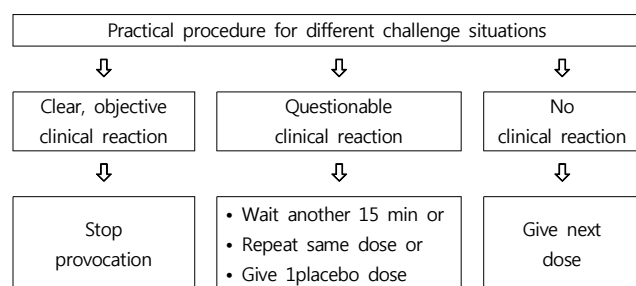 Practical procedure for different challenge situations
Clear, objective
clinical reaction
Questionable
clinical reaction
No
clinical reaction
Stop
provocation
• Wait another 15 min or
• Repeat same dose or
• Give 1placebo dose
Give next
dose